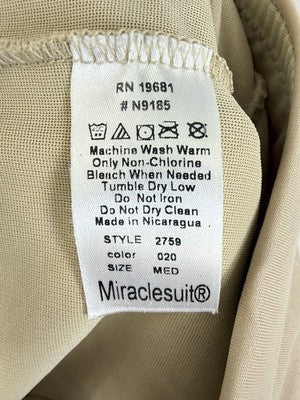 RN 19681
# N9185
Machine Wash Warm
Only Non-Chlorine
Bleach When Needed
Tumble Dry Low
Do Not Iron
Do Not Dry Clean
Made in Nicaragua
STYLE 2759
color 020
SIZE MED
Miraclesuit®